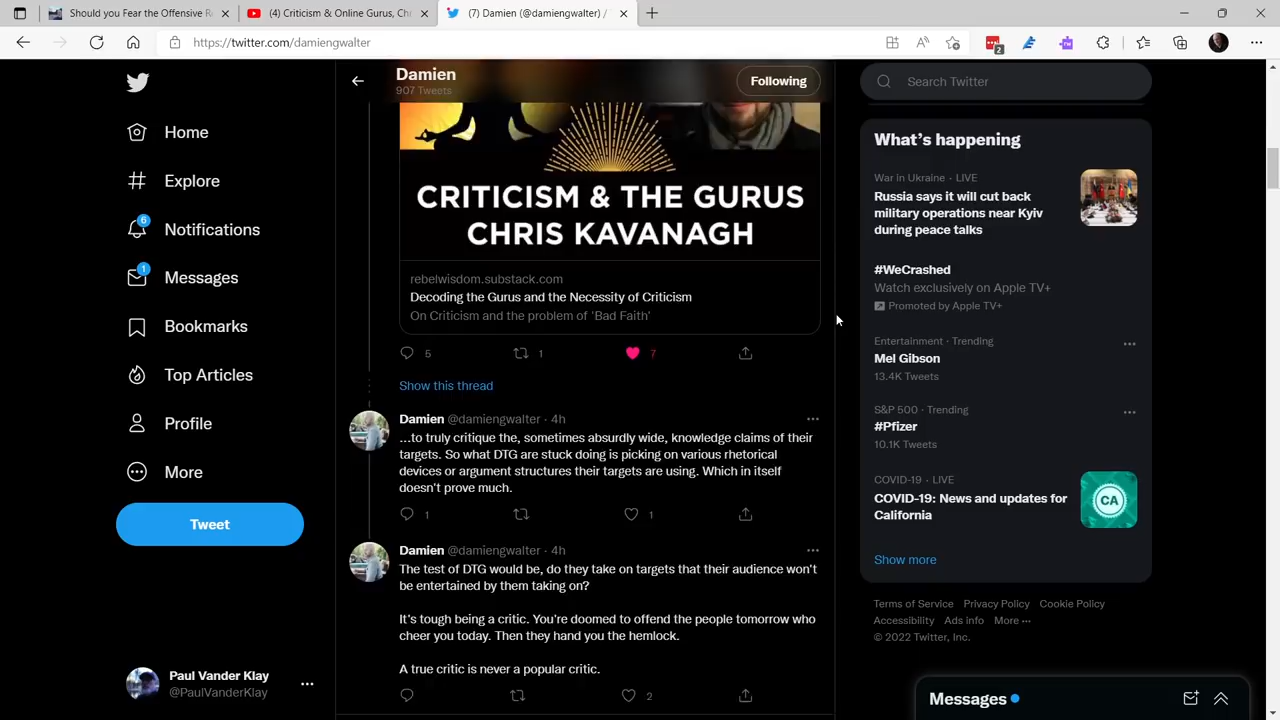 Should you Fear the Offensive R
(4) Criticism & Online Gurus, Chr
(7) Damien (@damiengwalter) /
https://twitter.com/damiengwalter
2
Home
Explore
6
Notifications
1
Messages
Bookmarks
Top Articles
Profile
More
Tweet
Paul Vander Klay
@PaulVanderKlay
Damien
907 Tweets
Following
CRITICISM & THE GURUS
CHRIS KAVANAGH
rebelwisdom.substack.com
Decoding the Gurus and the Necessity of Criticism
On Criticism and the problem of 'Bad Faith'
5 1 7
Show this thread
Damien @damiengwalter · 4h
...to truly critique the, sometimes absurdly wide, knowledge claims of their
targets. So what DTG are stuck doing is picking on various rhetorical
devices or argument structures their targets are using. Which in itself
doesn't prove much.
1 1
Damien @damiengwalter · 4h
The test of DTG would be, do they take on targets that their audience won't
be entertained by them taking on?
It's tough being a critic. You're doomed to offend the people tomorrow who
cheer you today. Then they hand you the hemlock.
A true critic is never a popular critic.
2
Search Twitter
What's happening
War in Ukraine · LIVE
Russia says it will cut back
military operations near Kyiv
during peace talks
#WeCrashed
Watch exclusively on Apple TV+
Promoted by Apple TV+
Entertainment · Trending
Mel Gibson
13.4K Tweets
S&P 500 · Trending
#Pfizer
10.1K Tweets
COVID-19 · LIVE
COVID-19: News and updates for
California
CA
Show more
Terms of Service Privacy Policy Cookie Policy
Accessibility Ads info More ···
© 2022 Twitter, Inc.
Messages